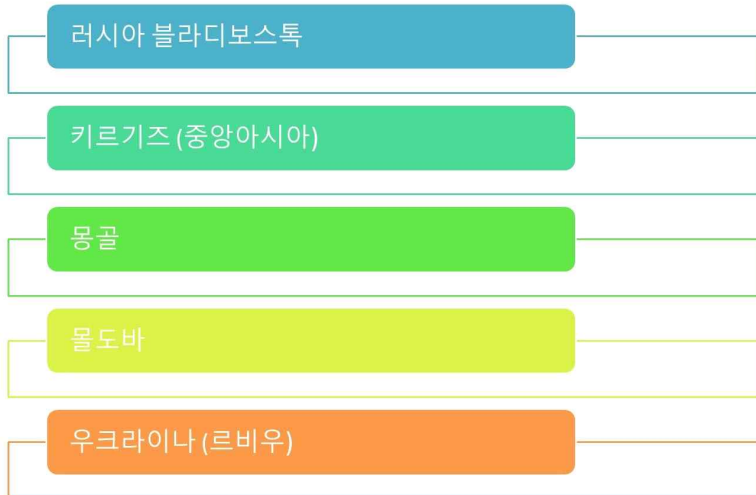 러시아 블라디보스톡
키르기즈 (중앙아시아)
몽골
몰도바
우크라이나 (르비우)